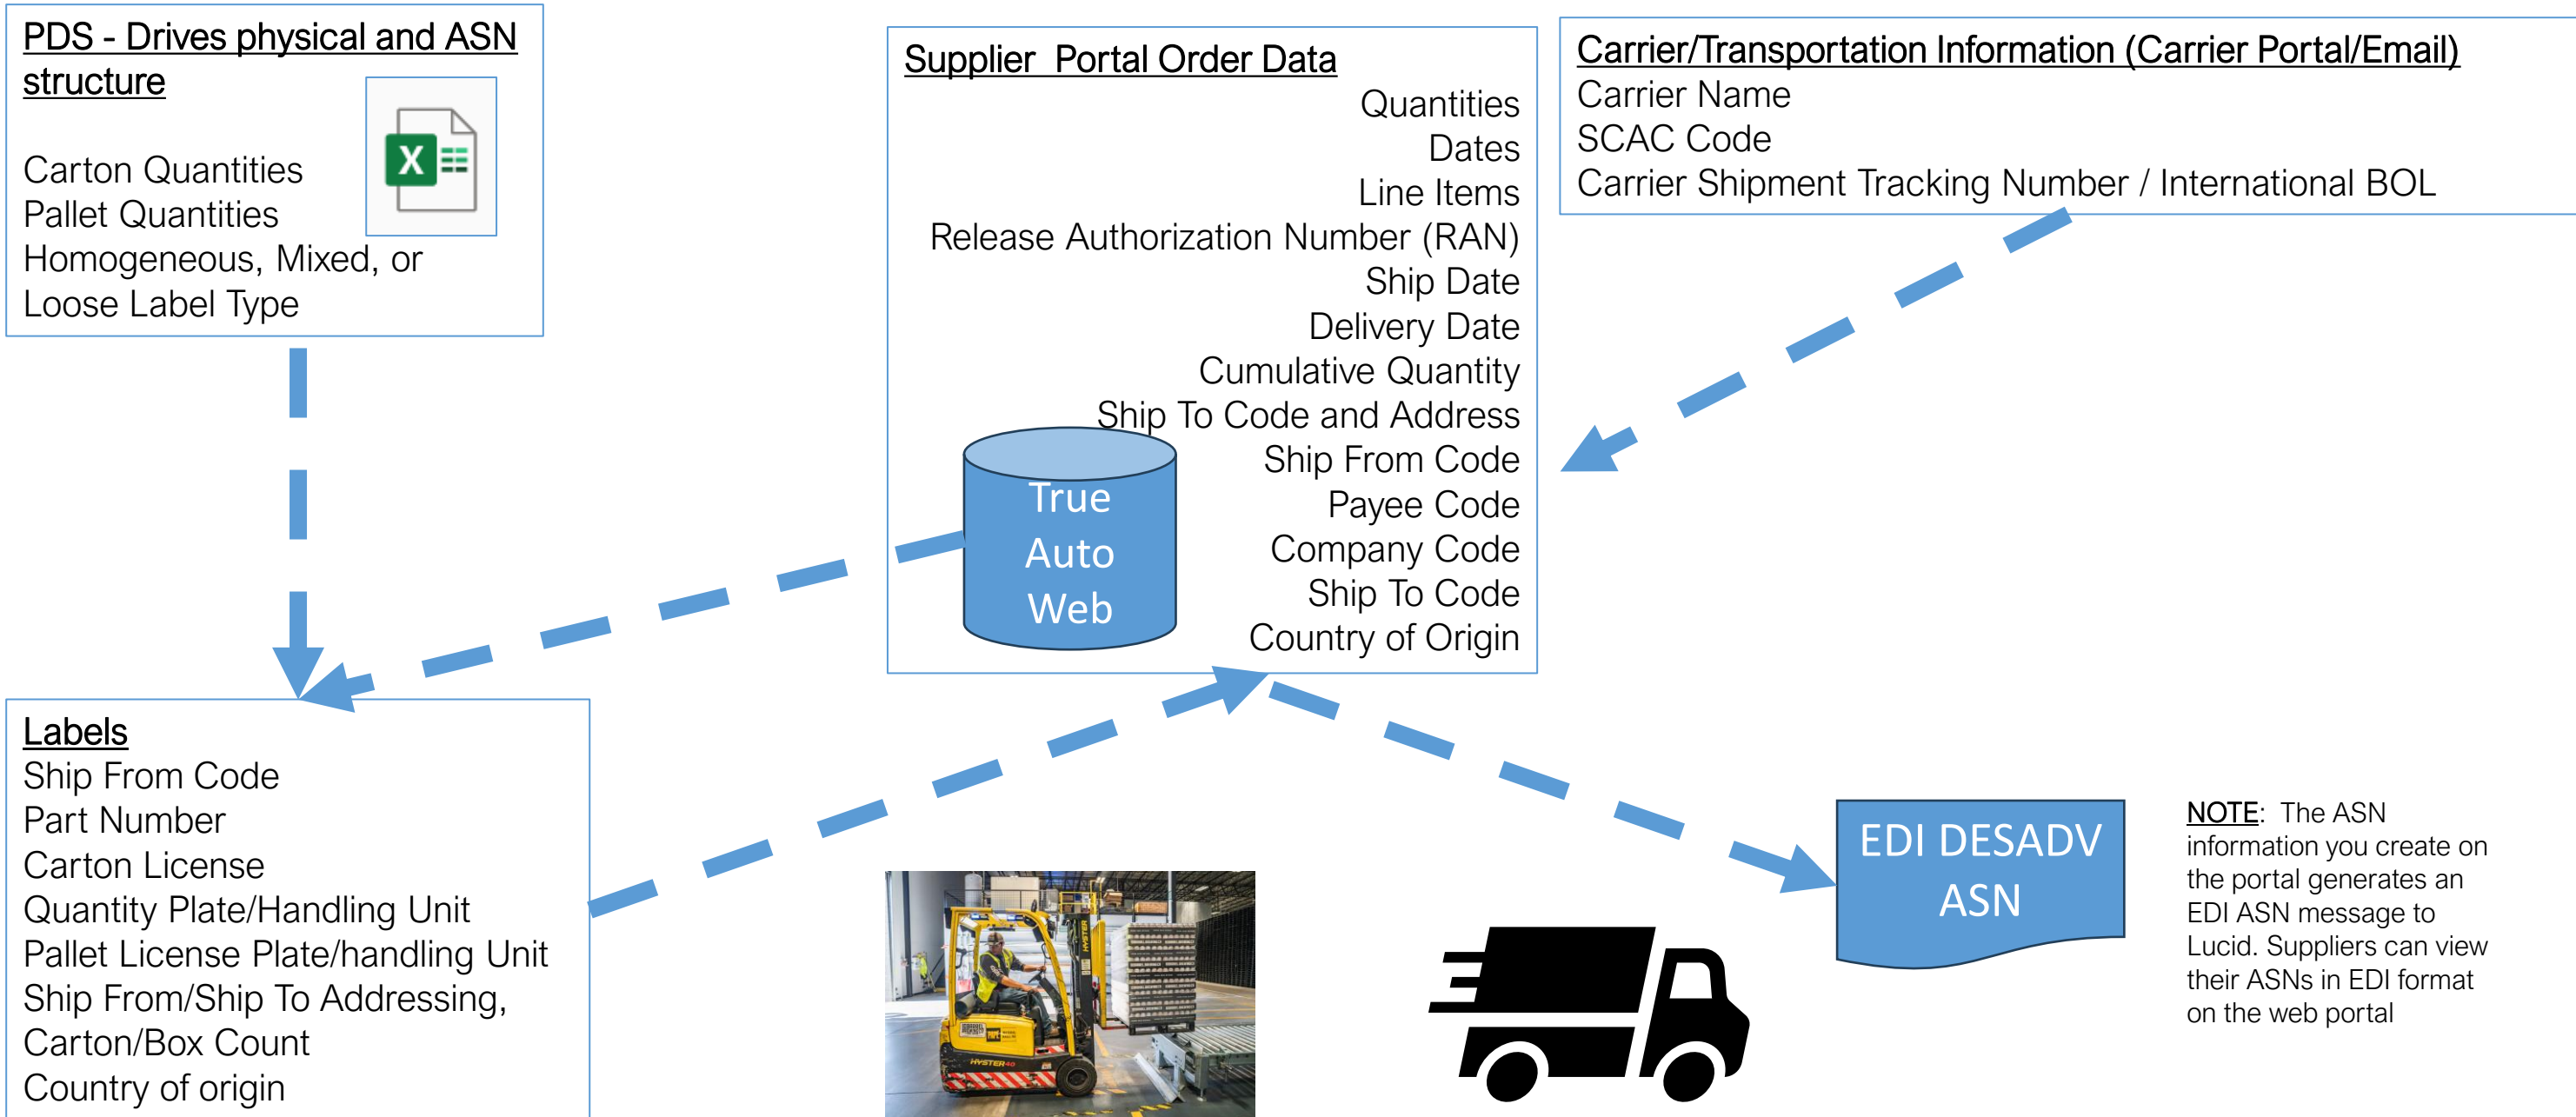 PDS - Drives physical and ASN
structure
X
Carton Quantities
Pallet Quantities
Homogeneous, Mixed, or
Loose Label Type
Supplier  Portal Order Data
Quantities
Dates
Line Items
Release Authorization Number (RAN)
Ship Date
Delivery Date
Cumulative Quantity
Ship To Code and Address
Ship From Code
Payee Code
Company Code
Ship To Code
Country of Origin
True
Auto
Web
Carrier/Transportation Information (Carrier Portal/Email)
Carrier Name
SCAC Code
Carrier Shipment Tracking Number / International BOL
Labels
Ship From Code
Part Number
Carton License
Quantity Plate/Handling Unit
Pallet License Plate/handling Unit
Ship From/Ship To Addressing,
Carton/Box Count
Country of origin
HYSTER
HYSTER 40
EDI DESADV
ASN
NOTE:  The ASN
information you create on
the portal generates an
EDI ASN message to
Lucid. Suppliers can view
their ASNs in EDI format
on the web portal